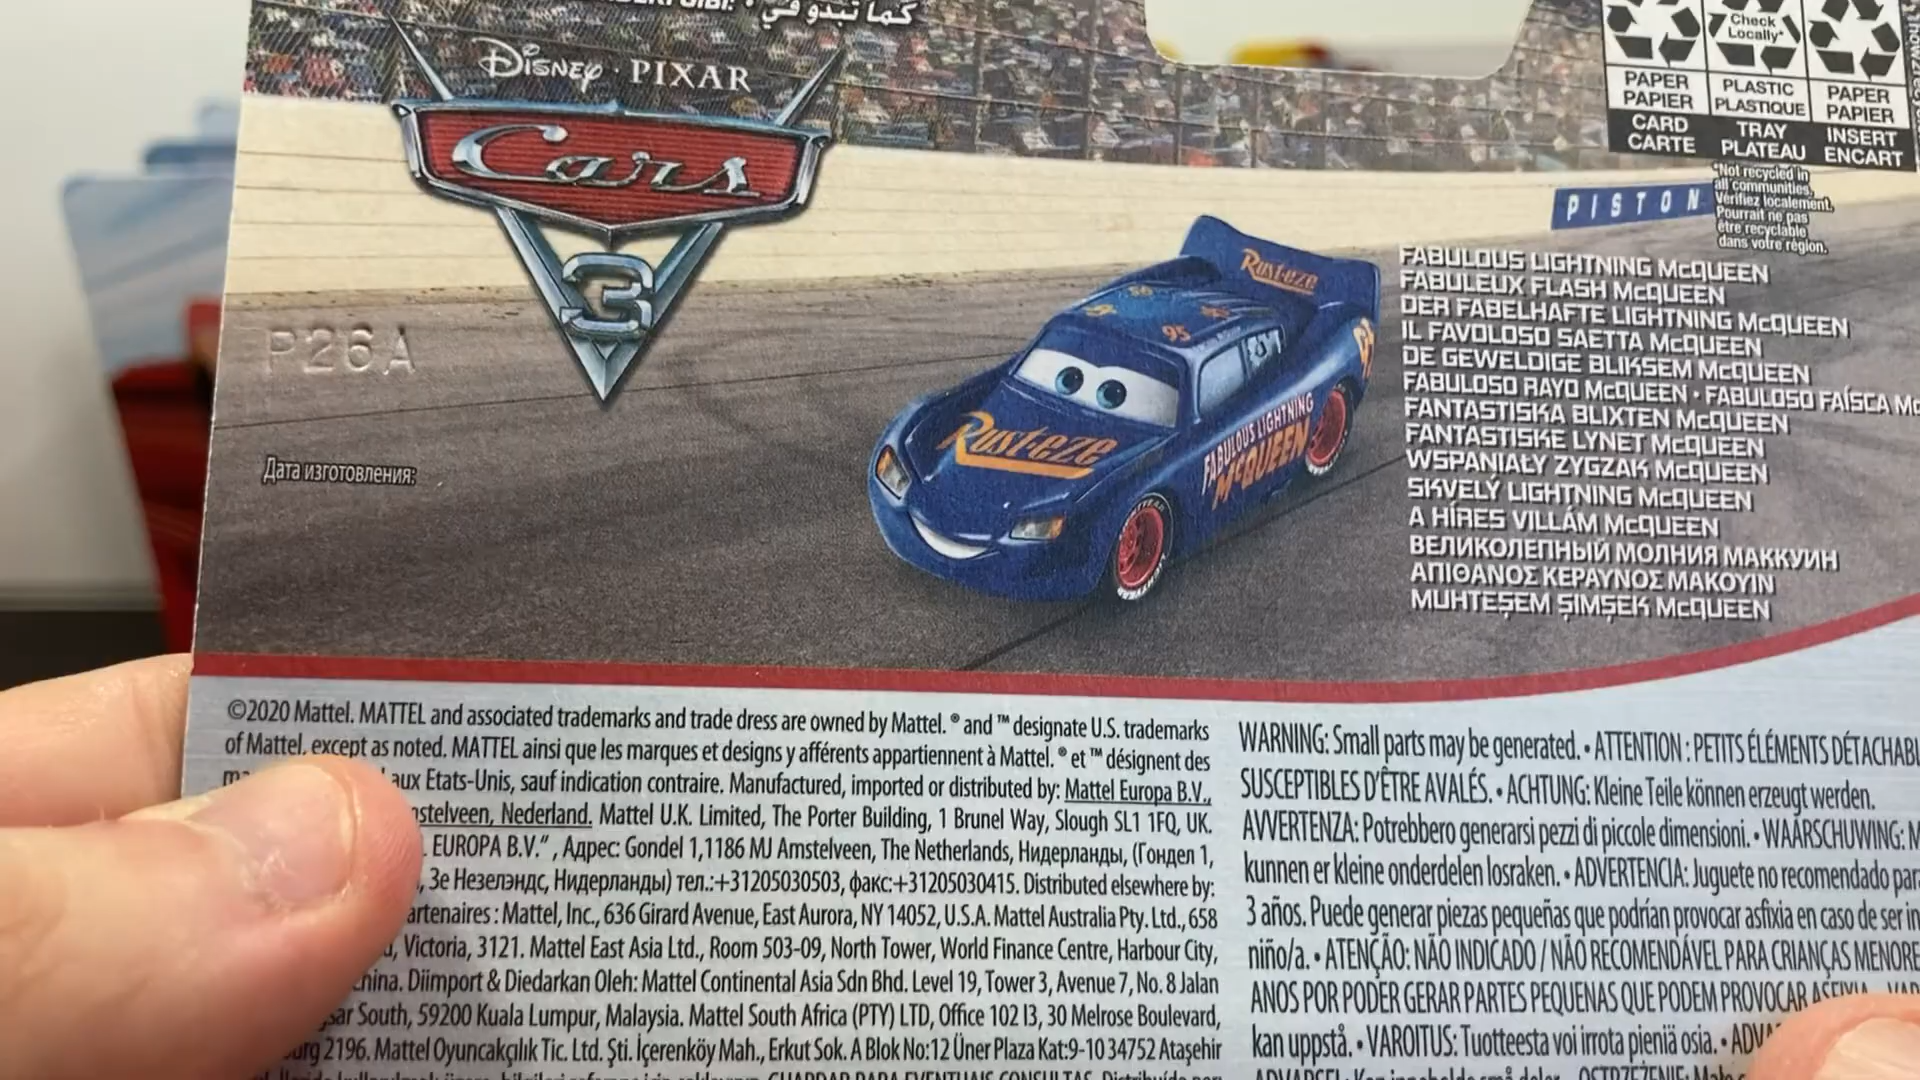 كما تبدو في
DISNEY · PIXAR
Cars
3
P26A
Дата изготовления:
Check
Locally*
PAPER
PAPIER
CARD
CARTE
PLASTIC
PLASTIQUE
TRAY
PLATEAU
PAPER
PAPIER
INSERT
ENCART
*Not recycled in
all communities.
Vérifiez localement.
Pourrait ne pas
être recyclable
dans votre région.
PISTON
Rust-eze
95
Rust-eze
FABULOUS LIGHTNING
McQUEEN
FABULOUS LIGHTNING McQUEEN
FABULEUX FLASH McQUEEN
DER FABELHAFTE LIGHTNING McQUEEN
IL FAVOLOSO SAETTA McQUEEN
DE GEWELDIGE BLIKSEM McQUEEN
FABULOSO RAYO McQUEEN • FABULOSO FAÍSCA Mc
FANTASTISKA BLIXTEN McQUEEN
FANTASTISKE LYNET McQUEEN
WSPANIAŁY ZYGZAK McQUEEN
SKVELÝ LIGHTNING McQUEEN
A HÍRES VILLÁM McQUEEN
ВЕЛИКОЛЕПНЫЙ МОЛНИЯ МАККУИН
ΑΠΙΘΑΝΟΣ ΚΕΡΑΥΝΟΣ ΜΑΚΟΥΙΝ
MUHTEŞEM ŞİMŞEK McQUEEN
©2020 Mattel. MATTEL and associated trademarks and trade dress are owned by Mattel. ® and ™ designate U.S. trademarks
of Mattel, except as noted. MATTEL ainsi que les marques et designs y afférents appartiennent à Mattel. ® et ™ désignent des
aux Etats-Unis, sauf indication contraire. Manufactured, imported or distributed by: Mattel Europa B.V.,
Nederland. Mattel U.K. Limited, The Porter Building, 1 Brunel Way, Slough SL1 1FQ, UK.
EUROPA B.V.", Адрес: Gondel 1,1186 MJ Amstelveen, The Netherlands, Нидерланды, (Гондел 1,
, Зе Незелэндс, Нидерланды) тел.:+31205030503, факс:+31205030415. Distributed elsewhere by:
artenaires : Mattel, Inc., 636 Girard Avenue, East Aurora, NY 14052, U.S.A. Mattel Australia Pty. Ltd., 658
, Victoria, 3121. Mattel East Asia Ltd., Room 503-09, North Tower, World Finance Centre, Harbour City,
hina. Diimport & Diedarkan Oleh: Mattel Continental Asia Sdn Bhd. Level 19, Tower 3, Avenue 7, No. 8 Jalan
sar South, 59200 Kuala Lumpur, Malaysia. Mattel South Africa (PTY) LTD, Office 102 I3, 30 Melrose Boulevard,
urg 2196. Mattel Oyuncakçılık Tic. Ltd. Şti. İçerenköy Mah., Erkut Sok. A Blok No:12 Üner Plaza Kat:9-10 34752 Ataşehir
WARNING: Small parts may be generated. • ATTENTION : PETITS ÉLÉMENTS DÉTACHABL
SUSCEPTIBLES D'ÊTRE AVALÉS. • ACHTUNG: Kleine Teile können erzeugt werden.
AVVERTENZA: Potrebbero generarsi pezzi di piccole dimensioni. • WAARSCHUWING:
kunnen er kleine onderdelen losraken. • ADVERTENCIA: Juguete no recomendado par
3 años. Puede generar piezas pequeñas que podrían provocar asfixia en caso de ser in
niño/a. • ATENÇÃO: NÃO INDICADO / NÃO RECOMENDÁVEL PARA CRIANÇAS MENORE
ANOS POR PODER GERAR PARTES PEQUENAS QUE PODEM PROVOCAR ASFIXIA
kan uppstå. • VAROITUS: Tuotteesta voi irrota pieniä osia. •